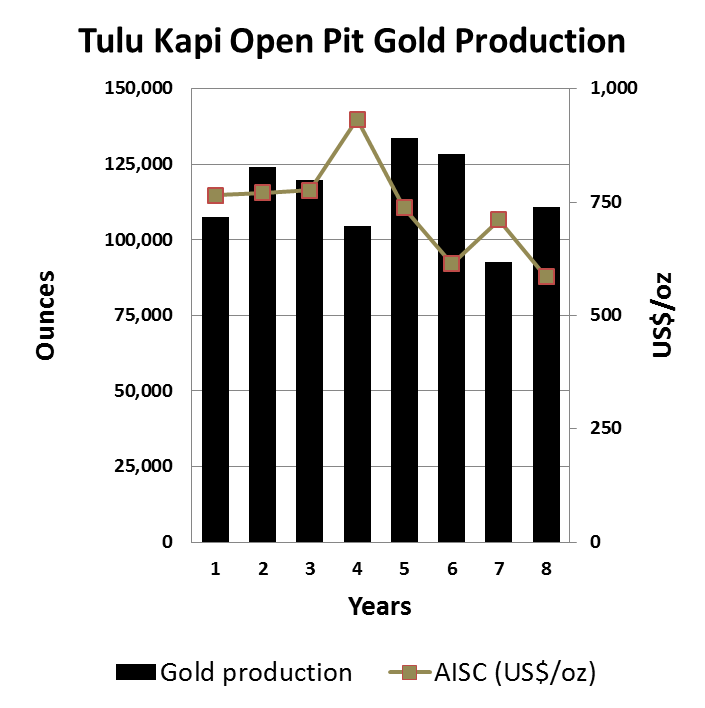 Tulu Kapi Open Pit Gold Production
150,000
125,000
100,000
75,000
50,000
25,000
0
Ounces
1,000
750
500
250
0
US$/oz
1 2 3 4 5 6 7 8
Years
Gold production AISC (US$/oz)